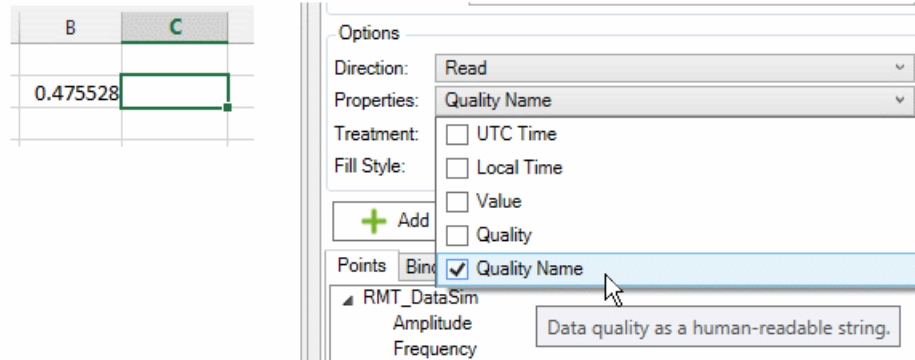 B C
0.475528
Options
Direction: Read
Properties: Quality Name
Treatment:
Fill Style:
UTC Time
Local Time
Value
Quality
Quality Name
Add
Points
RMT_DataSim
Amplitude
Frequency
Data quality as a human-readable string.